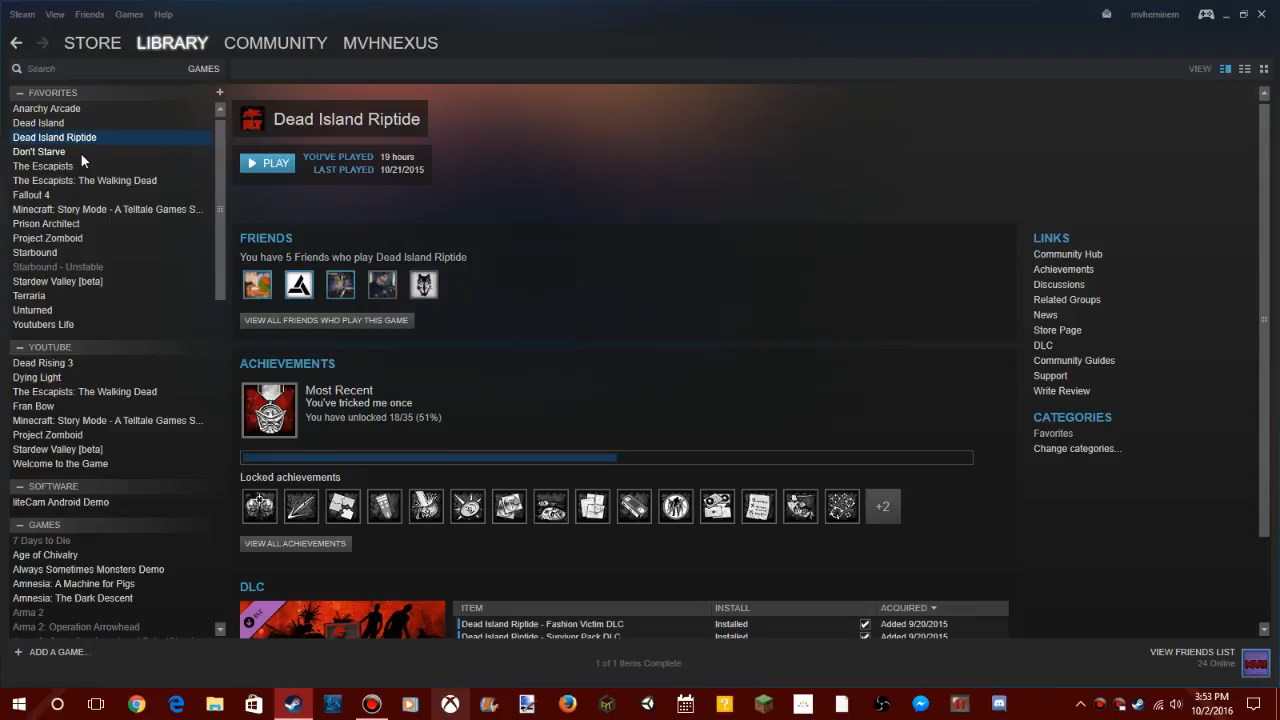 Steam View Friends Games Help
mvheminem
STORE LIBRARY COMMUNITY MVHNEXUS
Search GAMES
VIEW
FAVORITES
Anarchy Arcade
Dead Island
Dead Island Riptide
Don't Starve
The Escapists
The Escapists: The Walking Dead
Fallout 4
Minecraft: Story Mode - A Telltale Games S...
Prison Architect
Project Zomboid
Starbound
Starbound - Unstable
Stardew Valley [beta]
Terraria
Unturned
Youtubers Life
YOUTUBE
Dead Rising 3
Dying Light
The Escapists: The Walking Dead
Fran Bow
Minecraft: Story Mode - A Telltale Games S...
Project Zomboid
Stardew Valley [beta]
Welcome to the Game
SOFTWARE
liteCam Android Demo
GAMES
7 Days to Die
Age of Chivalry
Always Sometimes Monsters Demo
Amnesia: A Machine for Pigs
Amnesia: The Dark Descent
Arma 2
Arma 2: Operation Arrowhead
+ ADD A GAME...
Dead Island Riptide
PLAY
YOU'VE PLAYED 19 hours
LAST PLAYED 10/21/2015
FRIENDS
You have 5 Friends who play Dead Island Riptide
VIEW ALL FRIENDS WHO PLAY THIS GAME
ACHIEVEMENTS
Most Recent
You've tricked me once
You have unlocked 18/35 (51%)
Locked achievements
+2
VIEW ALL ACHIEVEMENTS
DLC
ITEM INSTALL ACQUIRED
Dead Island Riptide - Fashion Victim DLC Installed Added 9/20/2015
Dead Island Riptide - Survivor Pack DLC Installed Added 9/20/2015
LINKS
Community Hub
Achievements
Discussions
Related Groups
News
Store Page
DLC
Community Guides
Support
Write Review
CATEGORIES
Favorites
Change categories...
1 of 1 Items Complete
VIEW FRIENDS LIST
24 Online
3:53 PM
10/2/2016